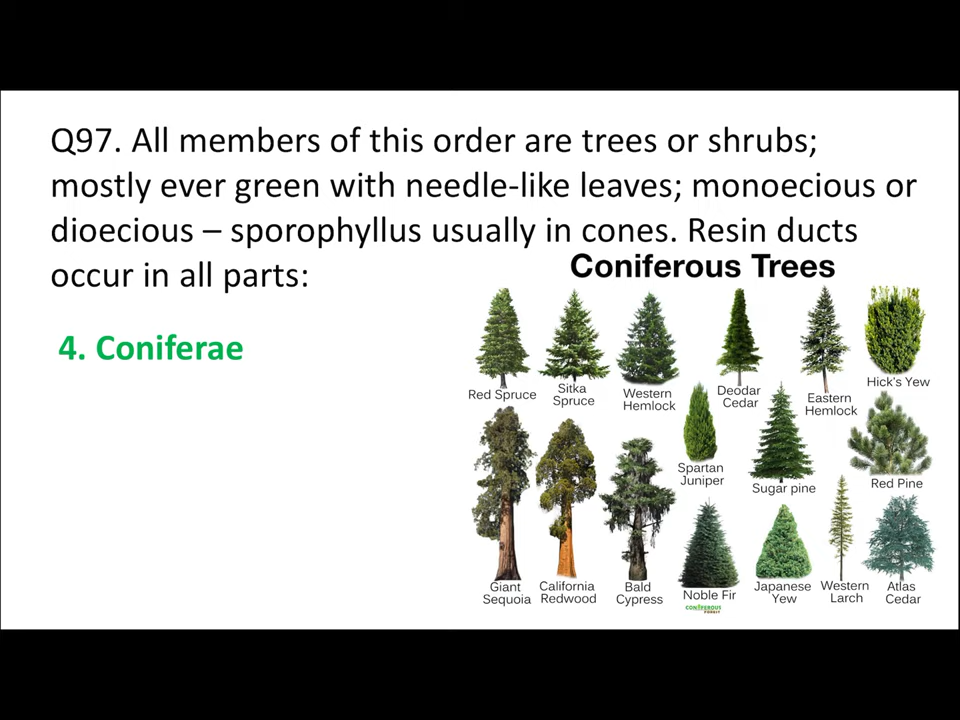 Q97. All members of this order are trees or shrubs;
mostly ever green with needle-like leaves; monoecious or
dioecious – sporophyllus usually in cones. Resin ducts
occur in all parts:
4. Coniferae
Coniferous Trees
Red Spruce
Sitka
Spruce
Western
Hemlock
Deodar
Cedar
Eastern
Hemlock
Hick's Yew
Spartan
Juniper
Sugar pine
Red Pine
Giant
Sequoia
California
Redwood
Bald
Cypress
Noble Fir
CONIFEROUS
FOREST
Japanese
Yew
Western
Larch
Atlas
Cedar